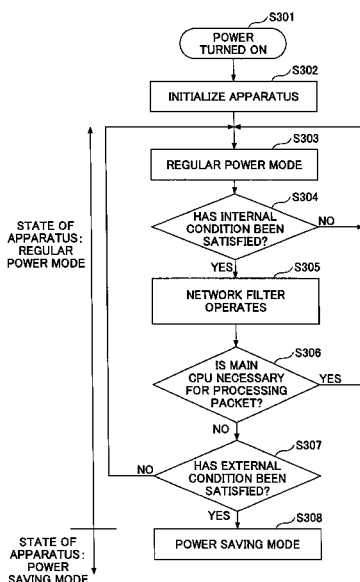 S301
POWER
TURNED ON
S302
INITIALIZE APPARATUS
S303
REGULAR POWER MODE
S304
HAS INTERNAL
CONDITION BEEN
SATISFIED?
NO
YES
STATE OF
APPARATUS:
REGULAR
POWER MODE
S305
NETWORK FILTER
OPERATES
S306
IS MAIN
CPU NECESSARY
FOR PROCESSING
PACKET?
YES
NO
S307
HAS EXTERNAL
CONDITION BEEN
SATISFIED?
NO
YES
S308
POWER SAVING MODE
STATE OF
APPARATUS:
POWER
SAVING MODE